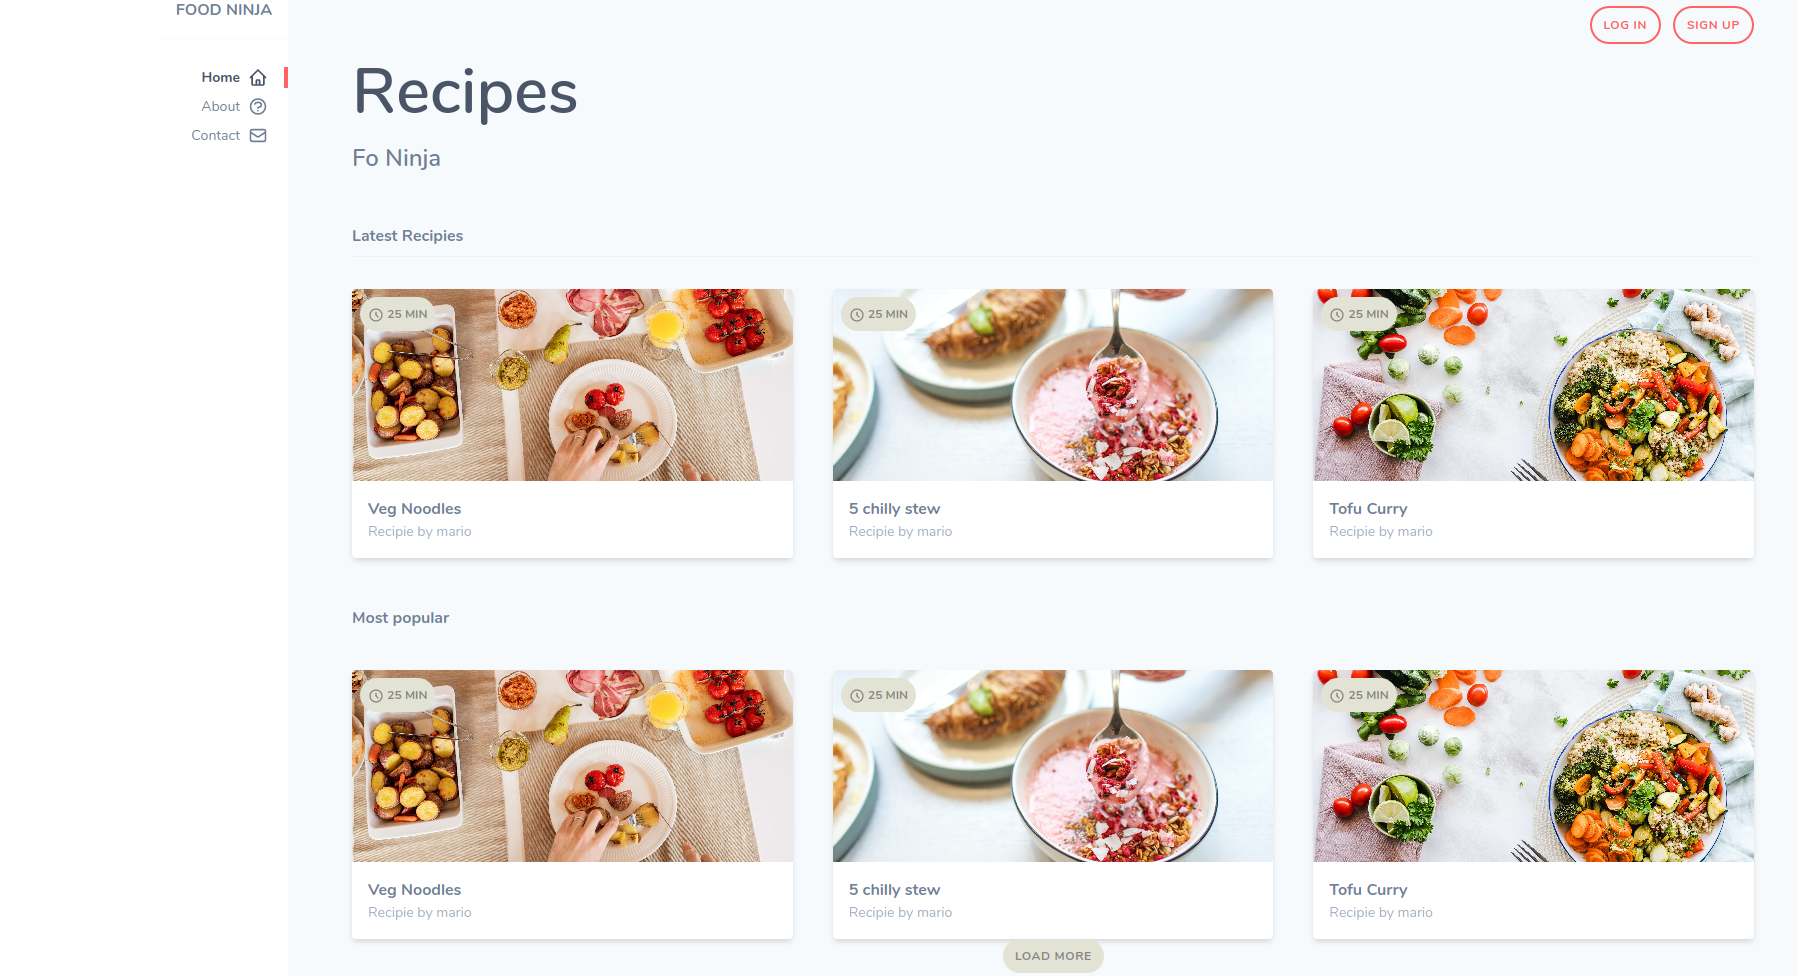 FOOD NINJA
Home
About
Contact
LOG IN
SIGN UP
Recipes
Fo Ninja
Latest Recipies
25 MIN
25 MIN
25 MIN
Veg Noodles
Recipie by mario
5 chilly stew
Recipie by mario
Tofu Curry
Recipie by mario
Most popular
25 MIN
25 MIN
25 MIN
Veg Noodles
Recipie by mario
5 chilly stew
Recipie by mario
Tofu Curry
Recipie by mario
LOAD MORE